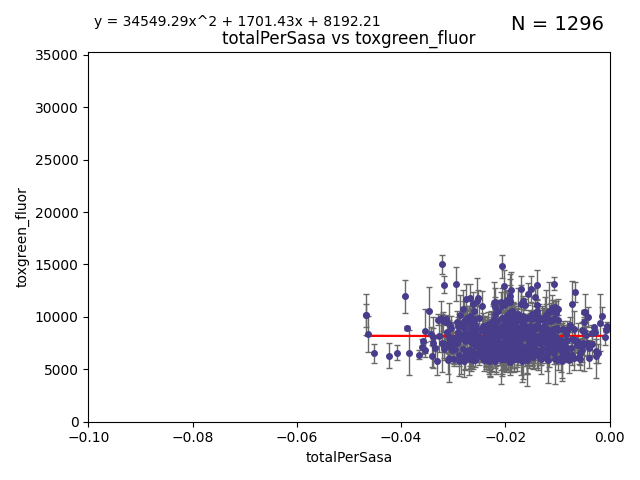 y = 34549.29x^2 + 1701.43x + 8192.21
N = 1296
totalPerSasa vs toxgreen_fluor
35000
30000
25000
20000
15000
10000
5000
0
toxgreen_fluor
−0.10 −0.08 −0.06 −0.04 −0.02 0.00
totalPerSasa